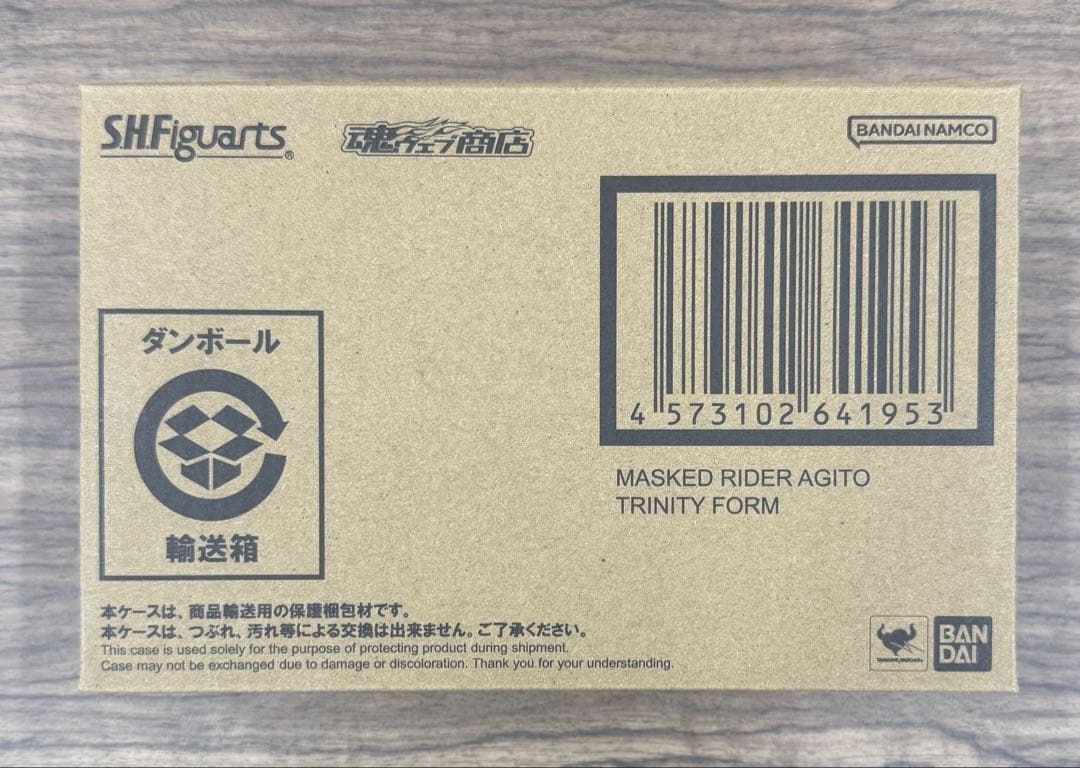 S.H.Figuarts®
魂ウェブ商店
BANDAI NAMCO
4 573102 641953
MASKED RIDER AGITO
TRINITY FORM
ダンボール
輸送箱
本ケースは、商品輸送用の保護梱包材です。
本ケースは、つぶれ、汚れ等による交換は出来ません。ご了承ください。
This case is used solely for the purpose of protecting product during shipment.
Case may not be exchanged due to damage or discoloration. Thank you for your understanding.
TAMASHII NATIONS
BAN
DAI